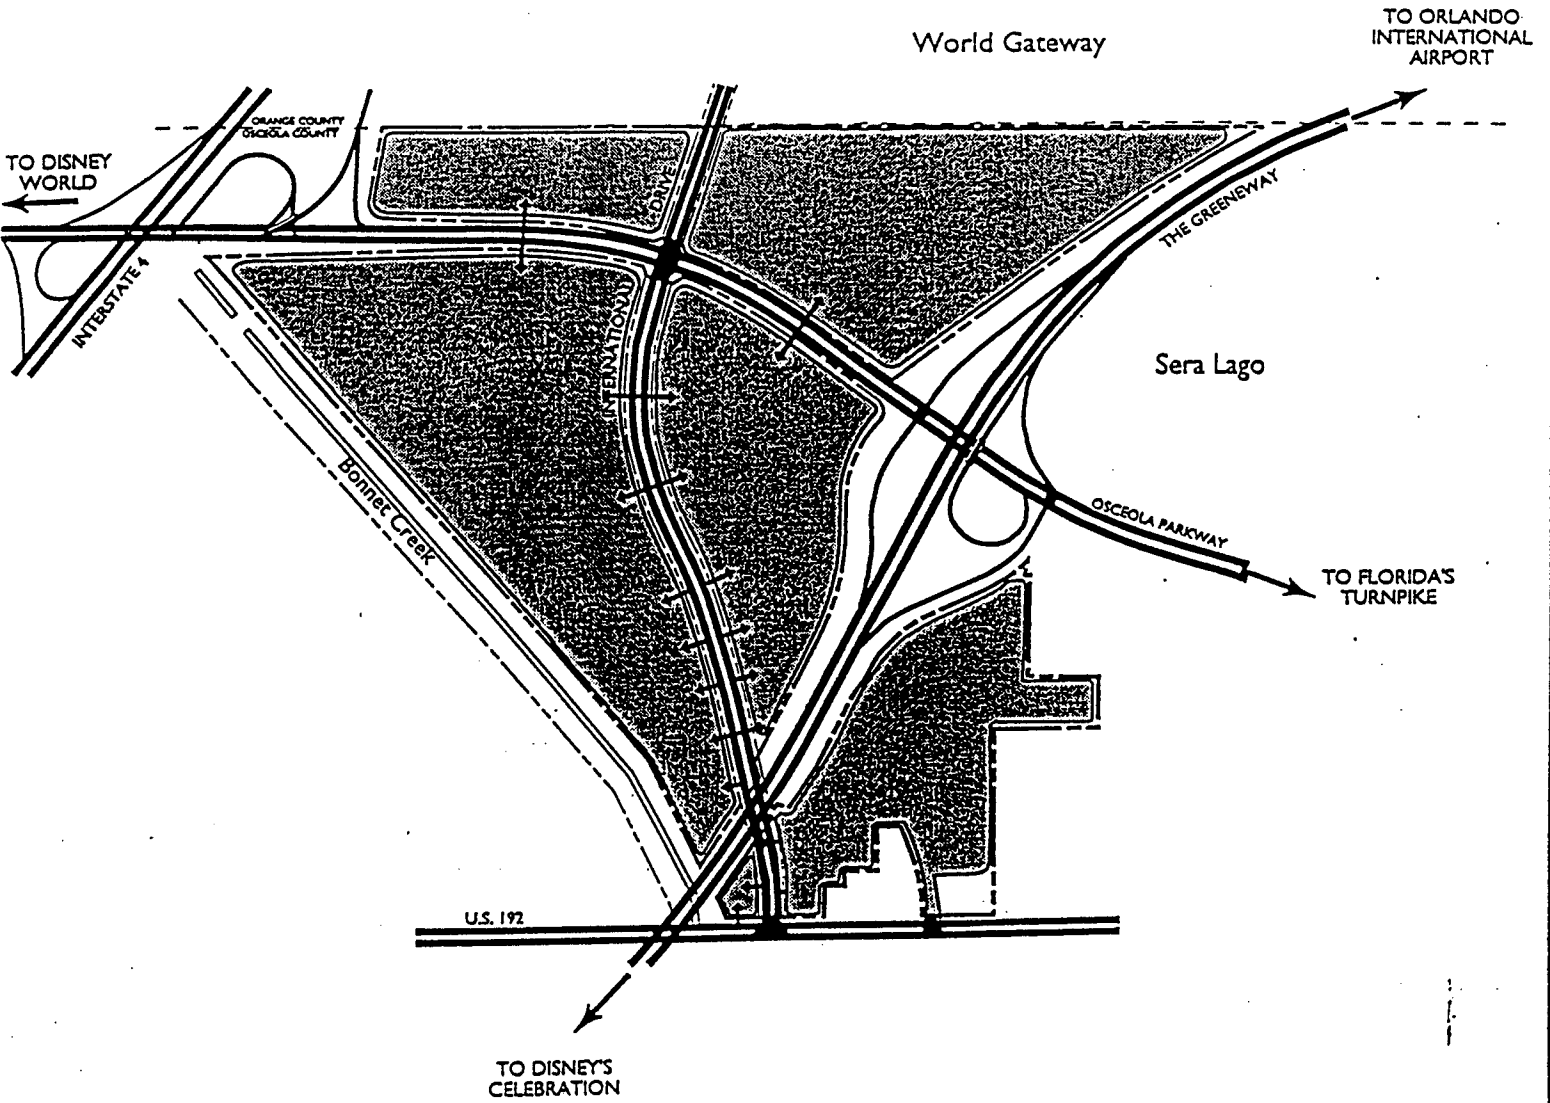 TO ORLANDO
INTERNATIONAL
AIRPORT
World Gateway
ORANGE COUNTY
OSCEOLA COUNTY
TO DISNEY
WORLD
DRIVE
THE GREENEWAY
INTERSTATE 4
INTERNATIONAL
Sera Lago
Bonnet Creek
OSCEOLA PARKWAY
TO FLORIDA'S
TURNPIKE
U.S. 192
TO DISNEY'S
CELEBRATION